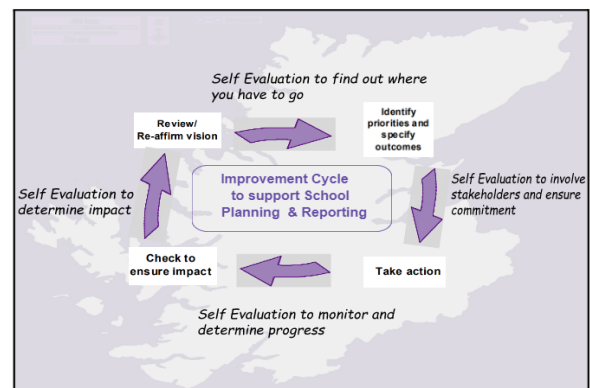 Self Evaluation to find out where
you have to go
Review/
Re-affirm vision
Identify
priorities and
specify
outcomes
Self Evaluation to
determine impact
Improvement Cycle
to support School
Planning & Reporting
Self Evaluation to involve
stakeholders and ensure
commitment
Check to
ensure impact
Take action
Self Evaluation to monitor and
determine progress